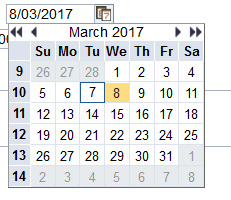 8/03/2017
March 2017
Su Mo Tu We Th Fr Sa
9 26 27 28 1 2 3 4
10 5 6 7 8 9 10 11
11 12 13 14 15 16 17 18
12 19 20 21 22 23 24 25
13 26 27 28 29 30 31 1
14 2 3 4 5 6 7 8